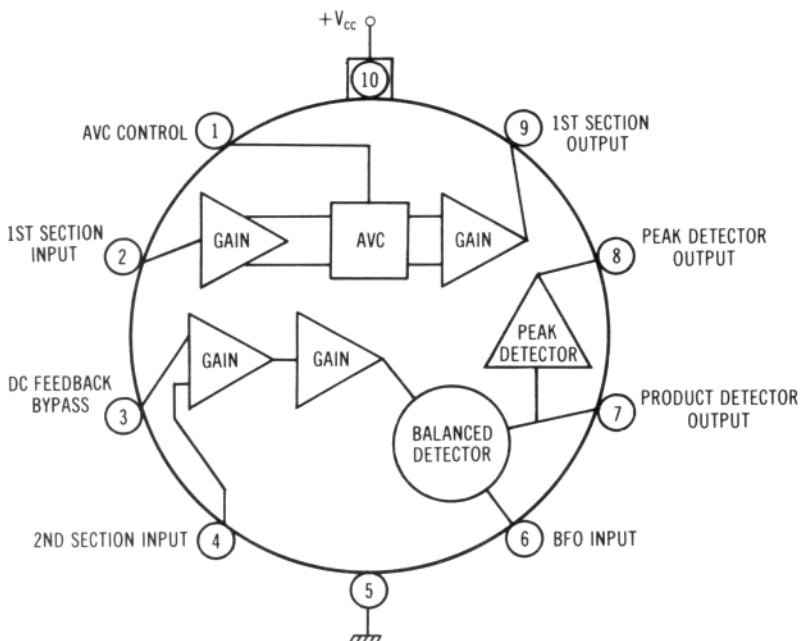 +Vcc
10
AVC CONTROL
1
9
1ST SECTION
OUTPUT
1ST SECTION
INPUT
2
GAIN
AVC
GAIN
8
PEAK DETECTOR
OUTPUT
PEAK
DETECTOR
GAIN
GAIN
DC FEEDBACK
BYPASS
3
BALANCED
DETECTOR
7
PRODUCT DETECTOR
OUTPUT
2ND SECTION INPUT
4
6
BFO INPUT
5